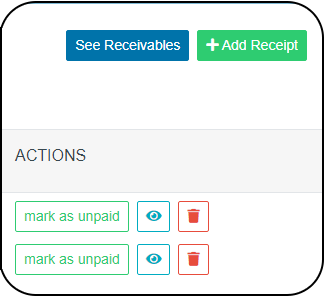 See Receivables
+ Add Receipt
ACTIONS
mark as unpaid
mark as unpaid